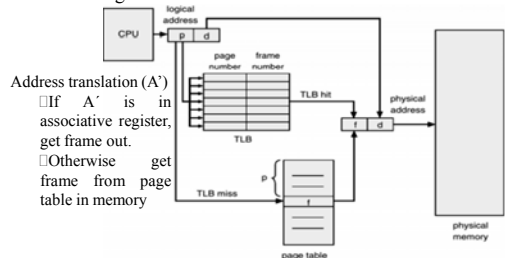 logical
address
CPU
p d
page
number
frame
number
TLB hit
TLB
physical
address
f d
Address translation (A’)
If A´ is in
associative register,
get frame out.
Otherwise get
frame from page
table in memory
p
TLB miss
f
page table
physical
memory